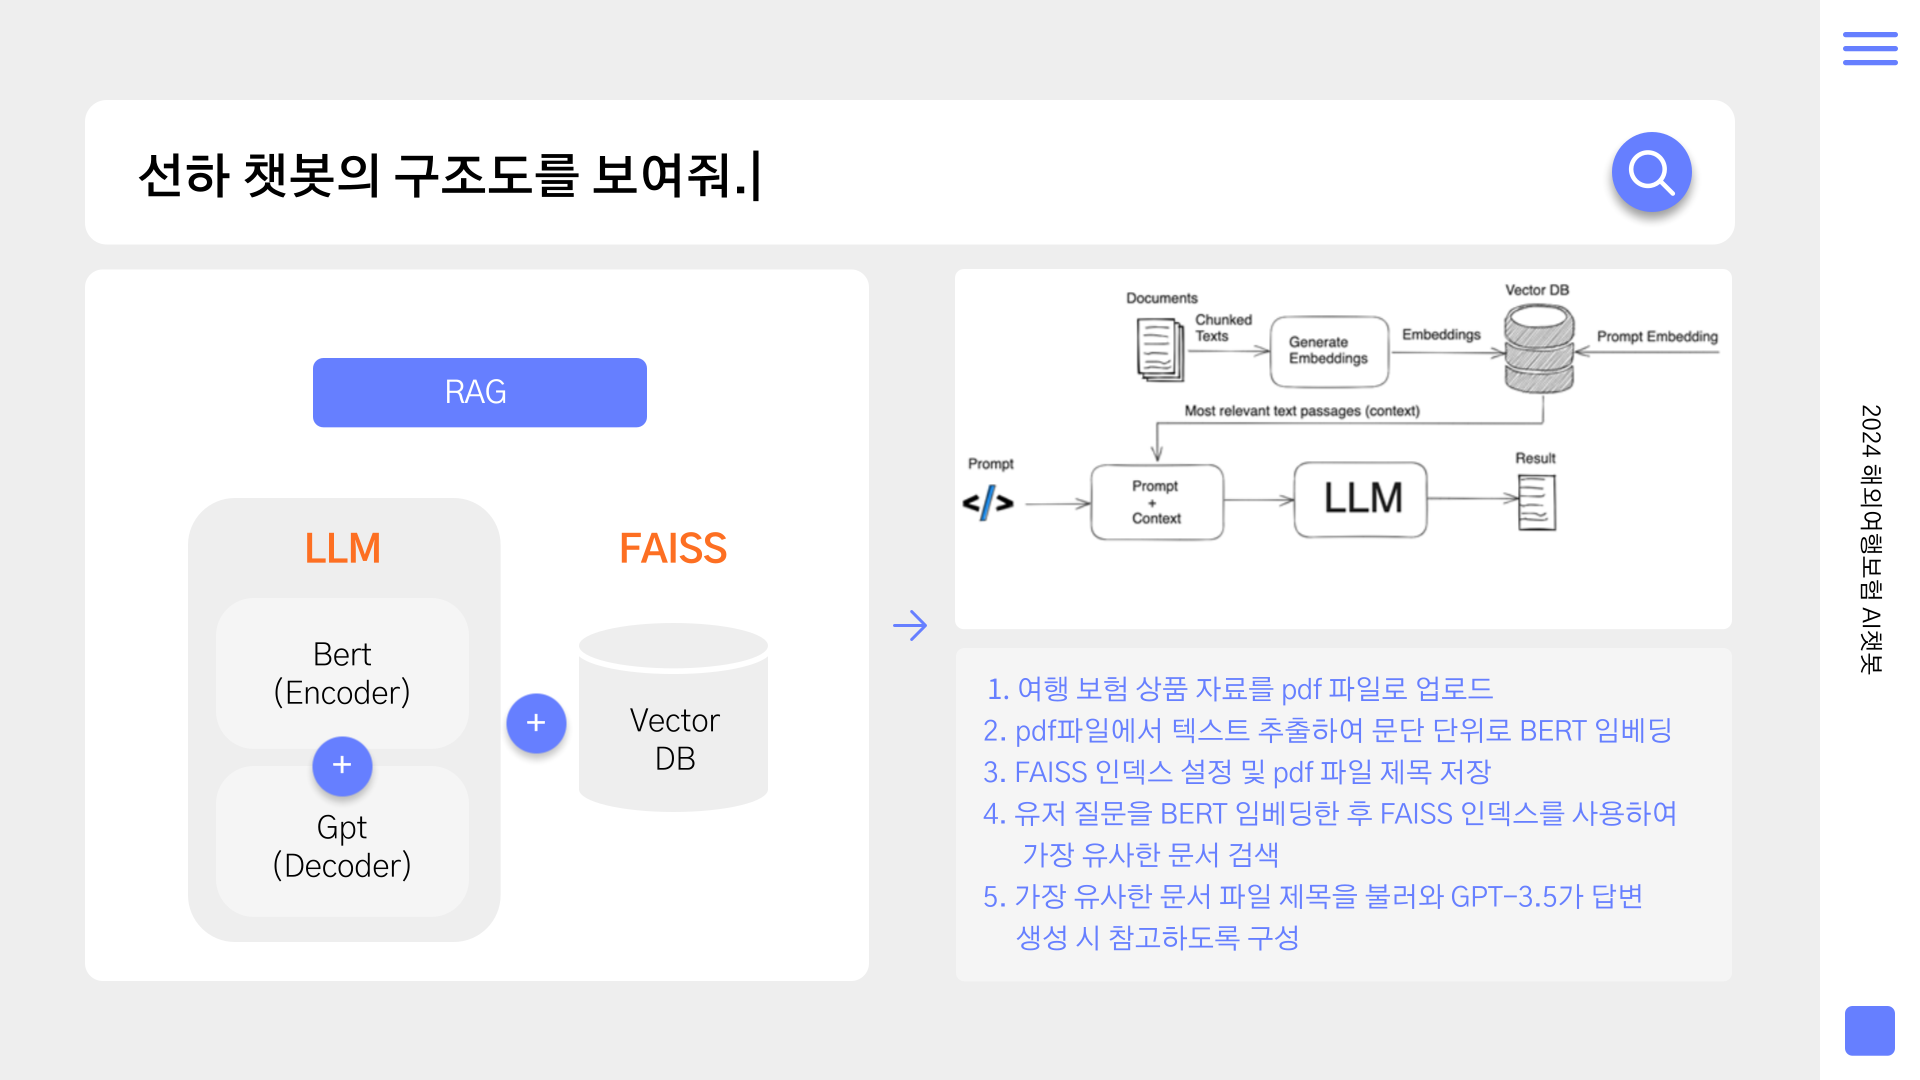 선하 챗봇의 구조도를 보여줘.
RAG
LLM
Bert
(Encoder)
+
Gpt
(Decoder)
+
FAISS
Vector
DB
Documents
Chunked
Texts
Generate
Embeddings
Embeddings
Vector DB
Prompt Embedding
Most relevant text passages (context)
Prompt
</>
Prompt
+
Context
LLM
Result
1. 여행 보험 상품 자료를 pdf 파일로 업로드
2. pdf파일에서 텍스트 추출하여 문단 단위로 BERT 임베딩
3. FAISS 인덱스 설정 및 pdf 파일 제목 저장
4. 유저 질문을 BERT 임베딩한 후 FAISS 인덱스를 사용하여
가장 유사한 문서 검색
5. 가장 유사한 문서 파일 제목을 불러와 GPT-3.5가 답변
생성 시 참고하도록 구성
2024 해외여행보험 AI챗봇